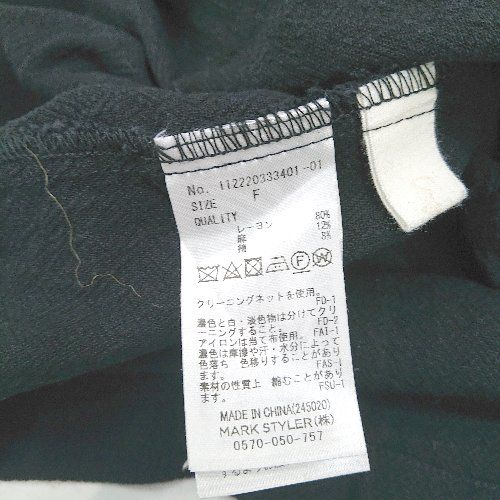 No. 112220333401-01
SIZE F
QUALITY
レーヨン 80%
麻 12%
綿 8%
クリーニングネットを使用。 FD-1
濃色と白・淡色物は分けてクリーニングすること。 FD-2
アイロンは当て布使用。 FAI-1
濃色は摩擦や汗・水分によって
色落ち 色移りすることがあり
ます。 FAS-1
素材の性質上 縮むことがあり
ます。 FSU-1
MADE IN CHINA(245020)
MARK STYLER(株)
0570-050-757